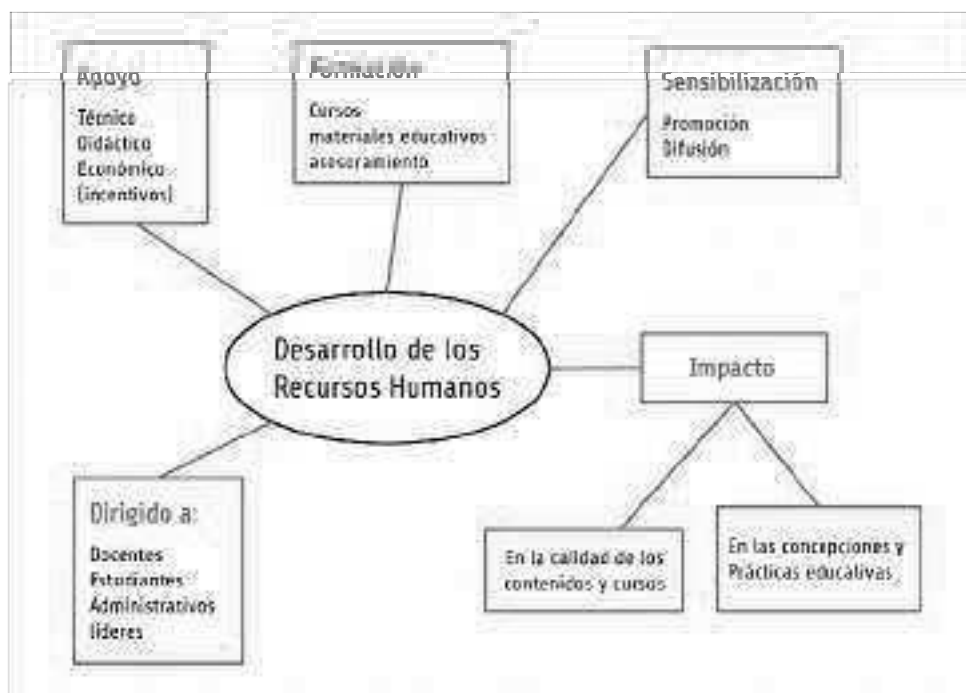 Apoyo
Técnico
Didáctico
Económico
(incentivos)
Formación
Cursos
materiales educativos
asesoramiento
Sensibilización
Promoción
Difusión
Desarrollo de los
Recursos Humanos
Impacto
Dirigido a:
Docentes
Estudiantes
Administrativos
líderes
En la calidad de los
contenidos y cursos
En las concepciones y
Prácticas educativas